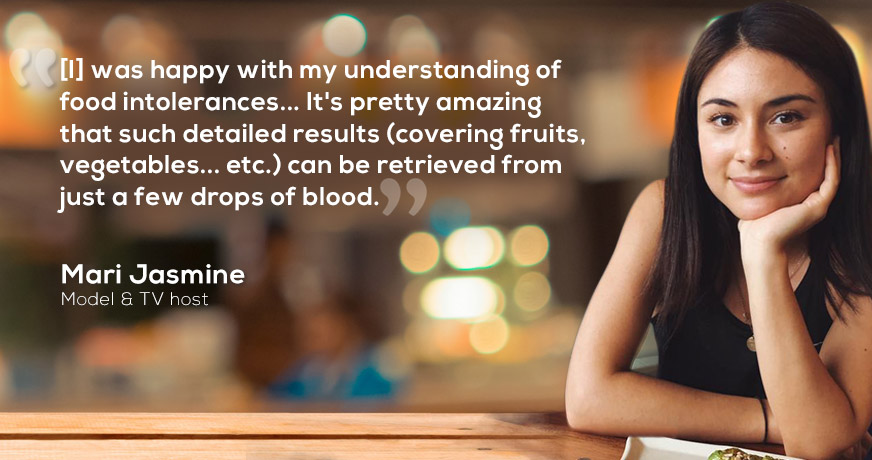 “[I] was happy with my understanding of
food intolerances... It's pretty amazing
that such detailed results (covering fruits,
vegetables... etc.) can be retrieved from
just a few drops of blood.”
Mari Jasmine
Model & TV host